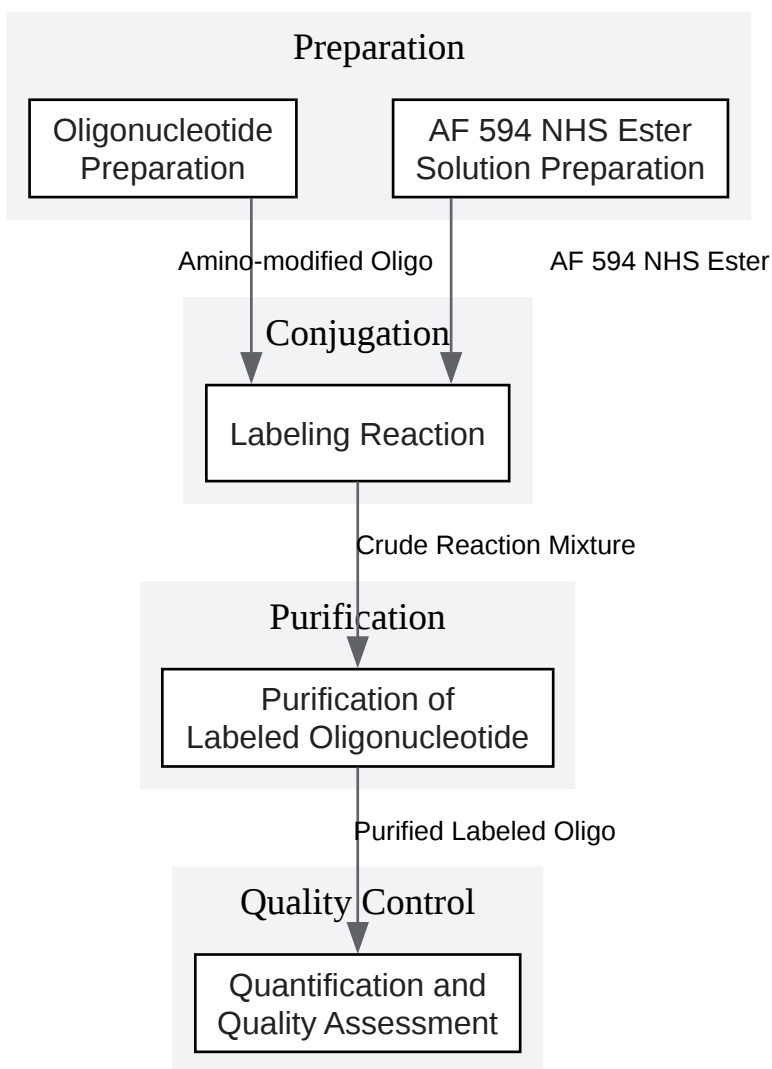 Preparation
Oligonucleotide
Preparation
AF 594 NHS Ester
Solution Preparation
Amino-modified Oligo
AF 594 NHS Ester
Conjugation
Labeling Reaction
Crude Reaction Mixture
Purification
Purification of
Labeled Oligonucleotide
Purified Labeled Oligo
Quality Control
Quantification and
Quality Assessment